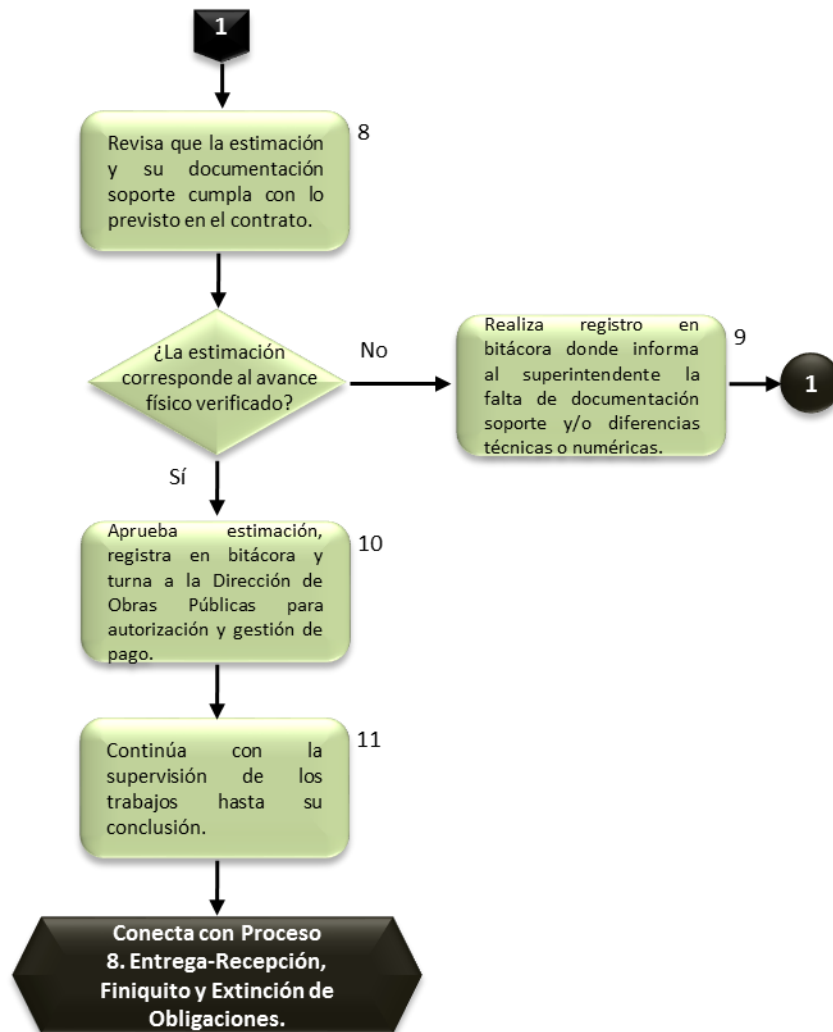 1
8
Revisa que la estimación
y su documentación
soporte cumpla con lo
previsto en el contrato.
¿La estimación
corresponde al avance
físico verificado?
No
Realiza registro en
bitácora donde informa
al superintendente la
falta de documentación
soporte y/o diferencias
técnicas o numéricas.
9
1
Sí
Aprueba estimación,
registra en bitácora y
turna a la Dirección de
Obras Públicas para
autorización y gestión de
pago.
10
Continúa con la
supervisión de los
trabajos hasta su
conclusión.
11
Conecta con Proceso
8. Entrega-Recepción,
Finiquito y Extinción de
Obligaciones.